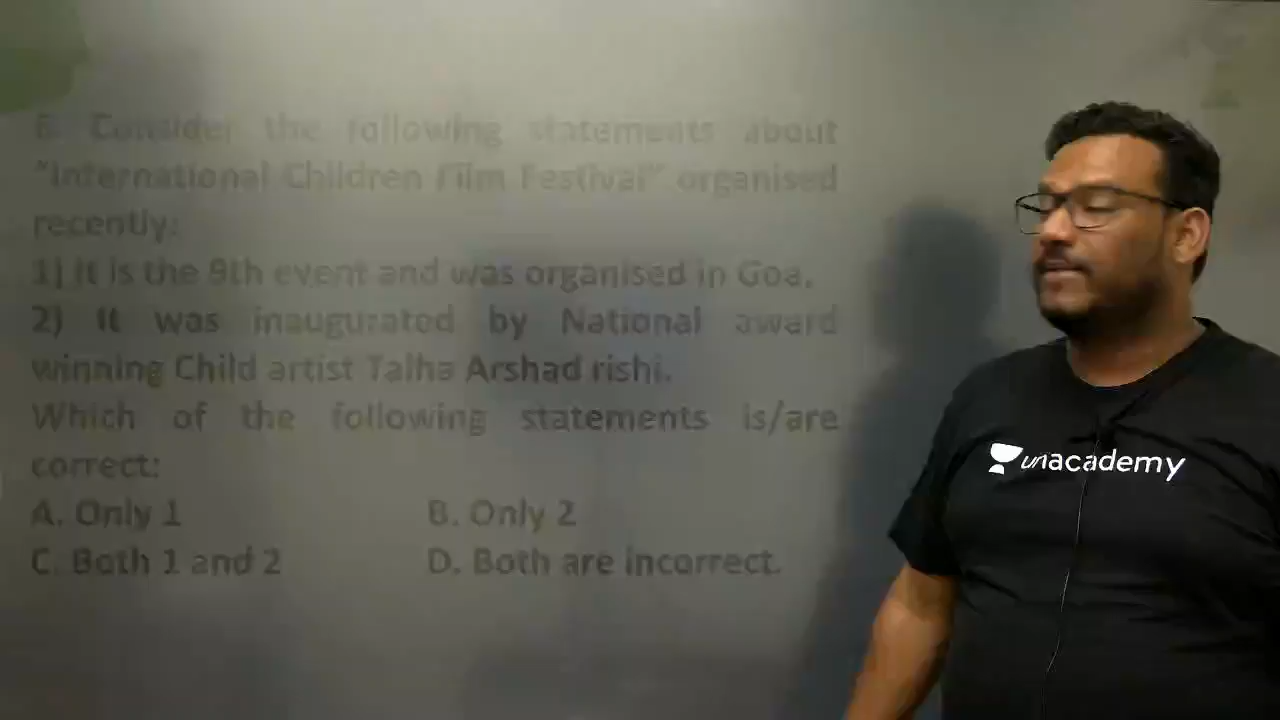 6. Consider the following statements about
"International Children Film Festival" organised
recently:
1) It is the 9th event and was organised in Goa.
2) It was inaugurated by National award
winning Child artist Talha Arshad rishi.
Which of the following statements is/are
correct:
A. Only 1 B. Only 2
C. Both 1 and 2 D. Both are incorrect.
unacademy